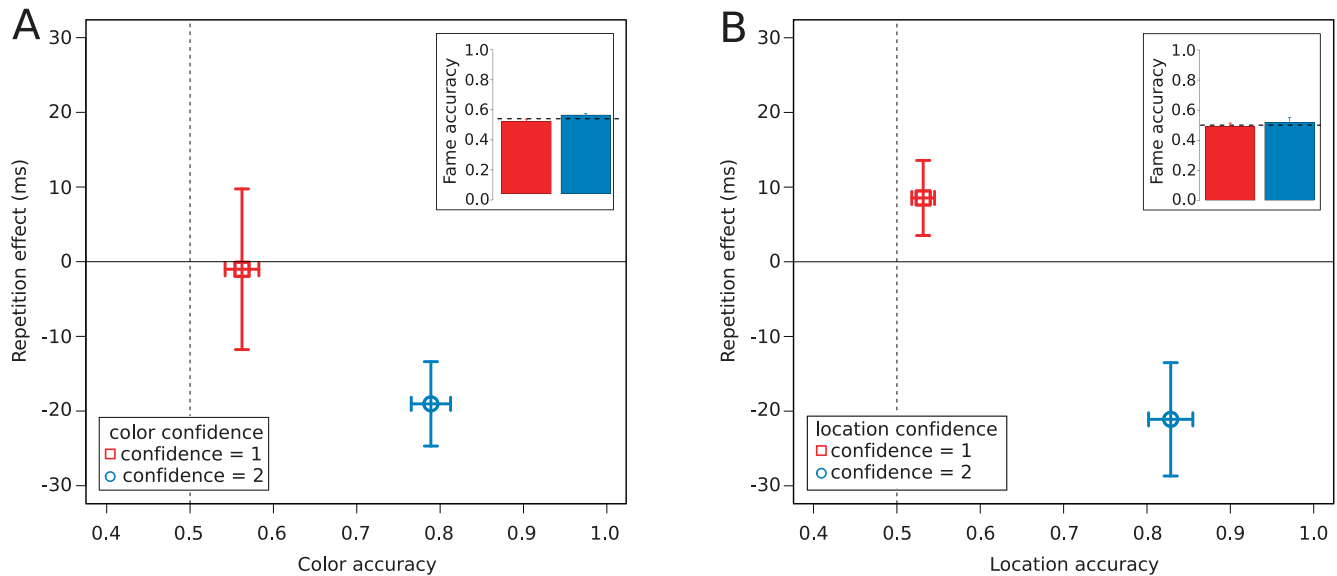 A
Repetition effect (ms)
30
20
10
0
-10
-20
-30
0.4 0.5 0.6 0.7 0.8 0.9 1.0
Color accuracy
color confidence
confidence = 1
confidence = 2
Fame accuracy
1.0
0.8
0.6
0.4
0.2
0.0
B
Repetition effect (ms)
30
20
10
0
-10
-20
-30
0.4 0.5 0.6 0.7 0.8 0.9 1.0
Location accuracy
location confidence
confidence = 1
confidence = 2
Fame accuracy
1.0
0.8
0.6
0.4
0.2
0.0